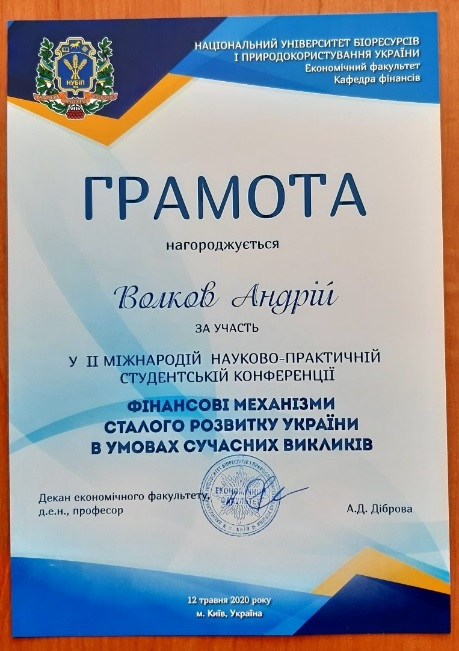 НУБІП
НАЦІОНАЛЬНИЙ УНІВЕРСИТЕТ БІОРЕСУРСІВ
І ПРИРОДОКОРИСТУВАННЯ УКРАЇНИ
Економічний факультет
Кафедра фінансів
ГРАМОТА
нагороджується
Волков Андрій
ЗА УЧАСТЬ
У II МІЖНАРОДІЙ НАУКОВО-ПРАКТИЧНІЙ
СТУДЕНТСЬКІЙ КОНФЕРЕНЦІЇ
ФІНАНСОВІ МЕХАНІЗМИ
СТАЛОГО РОЗВИТКУ УКРАЇНИ
В УМОВАХ СУЧАСНИХ ВИКЛИКІВ
Декан економічного факультету,
д.е.н., професор
А.Д. Діброва
12 травня 2020 року
м. Київ, Україна